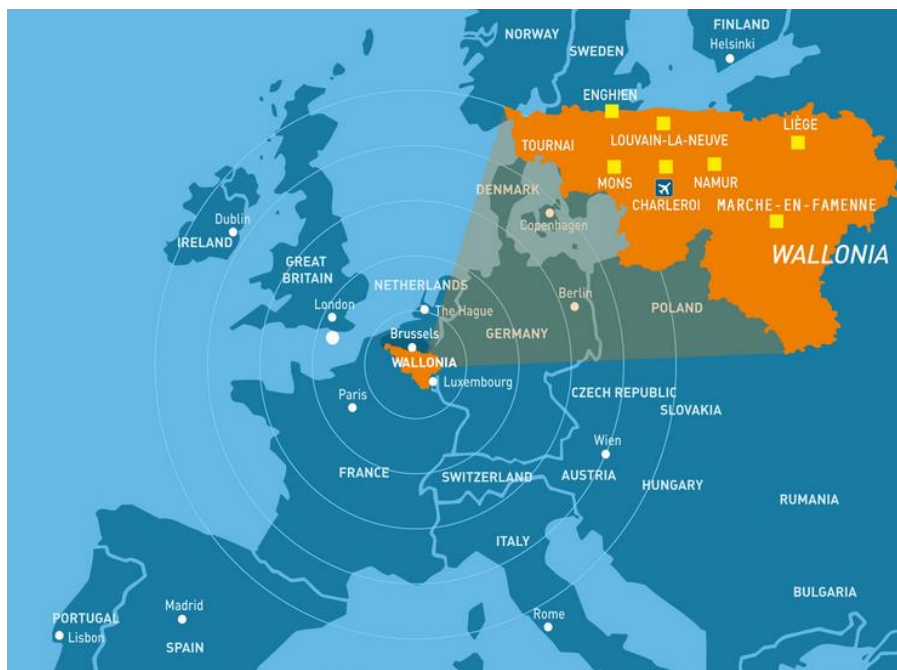 NORWAY
SWEDEN
FINLAND
Helsinki
ENGHIEN
TOURNAI
LOUVAIN-LA-NEUVE
LIÈGE
MONS
NAMUR
CHARLEROI
MARCHE-EN-FAMENNE
WALLONIA
DENMARK
Copenhagen
Dublin
IRELAND
GREAT
BRITAIN
London
NETHERLANDS
The Hague
Berlin
POLAND
GERMANY
Brussels
WALLONIA
Luxembourg
Paris
CZECH REPUBLIC
SLOVAKIA
Wien
FRANCE
SWITZERLAND
AUSTRIA
HUNGARY
RUMANIA
ITALY
BULGARIA
Madrid
PORTUGAL
Lisbon
SPAIN
Rome